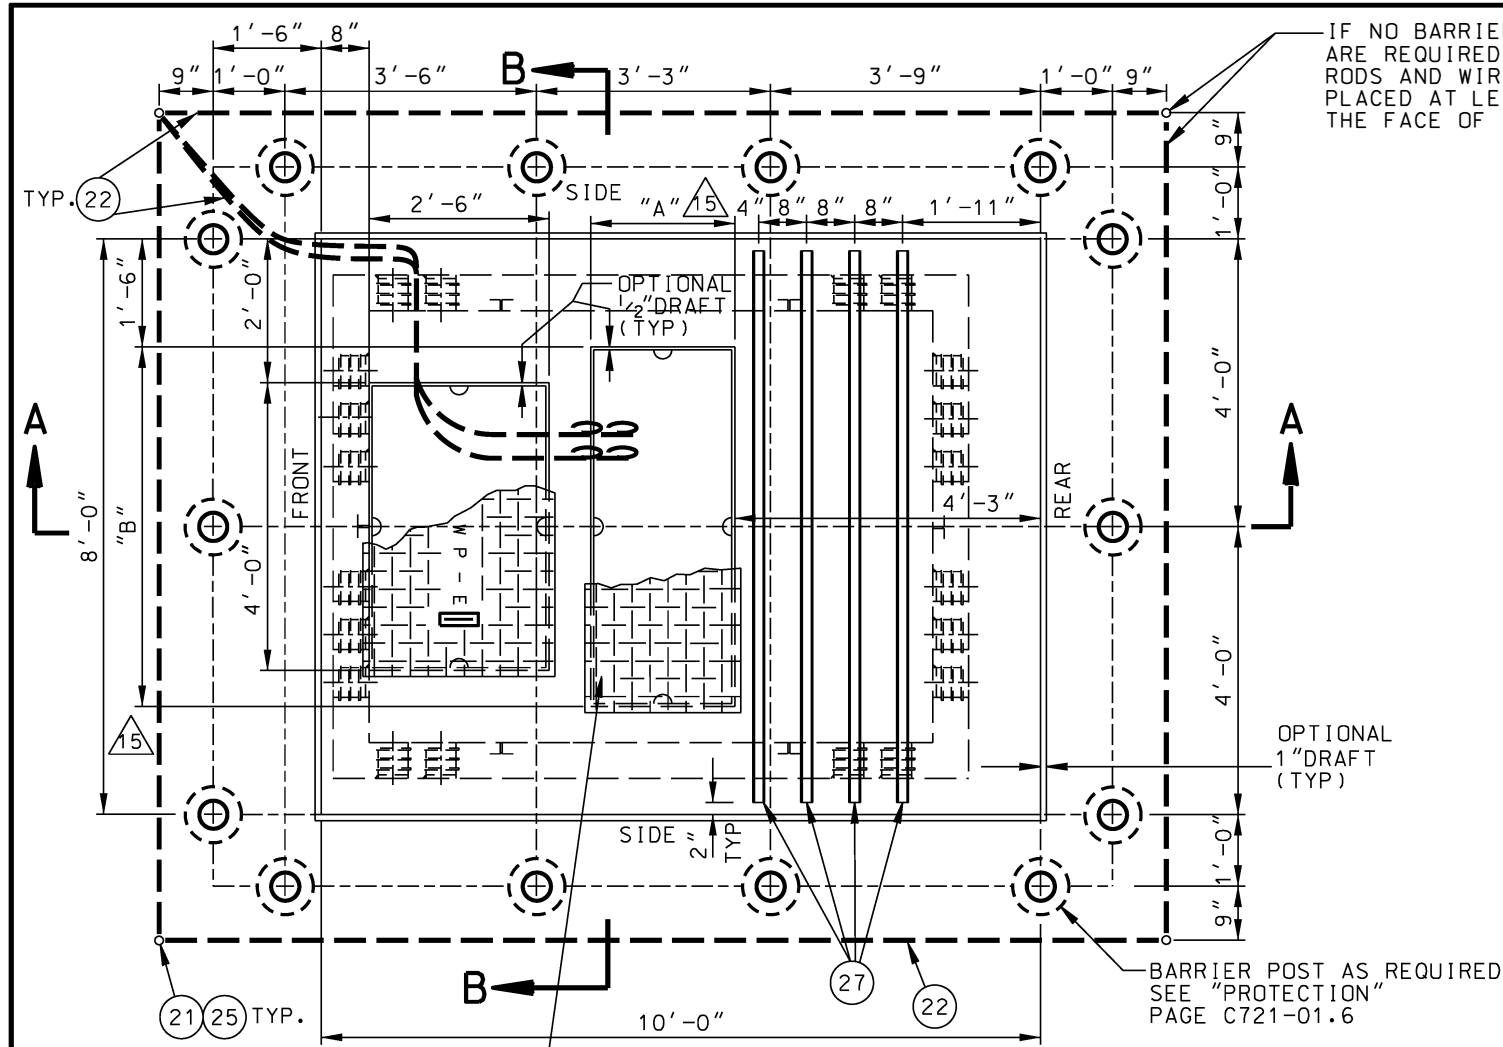 1'-6" 8"
9" 1'-0" 3'-6" B 3'-3" 3'-9" 1'-0" 9"
IF NO BARRIER
ARE REQUIRED
RODS AND WIR
PLACED AT LE
THE FACE OF
9"
TYP. 22
SIDE
2'-6" "A" 15 4" 8" 8" 8" 1'-11" 1'-0"
1'-6" 2'-0"
OPTIONAL
1/2" DRAFT
(TYP)
4'-0"
A A
FRONT REAR
4'-3"
8'-0" "B" 4'-0"
WP-E
4'-0"
15
OPTIONAL
1" DRAFT
(TYP)
SIDE 2" TYP
1'-0"
9"
B 27 22
BARRIER POST AS REQUIRED
SEE "PROTECTION"
PAGE C721-01.6
21 25 TYP.
10'-0"